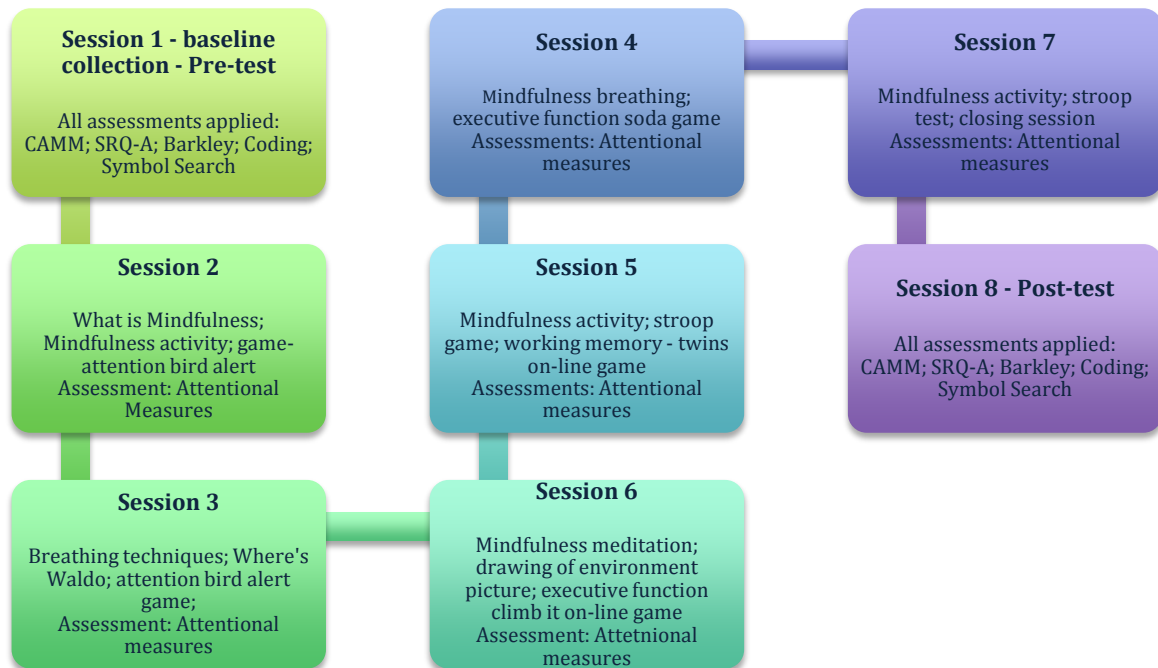 Session 1 - baseline
collection - Pre-test
All assessments applied:
CAMM; SRQ-A; Barkley; Coding;
Symbol Search
Session 2
What is Mindfulness;
Mindfulness activity; game-
attention bird alert
Assessment: Attentional
Measures
Session 3
Breathing techniques; Where's
Waldo; attention bird alert
game;
Assessment: Attentional
measures
Session 4
Mindfulness breathing;
executive function soda game
Assessments: Attentional
measures
Session 5
Mindfulness activity; stroop
game; working memory - twins
on-line game
Assessments: Attentional
measures
Session 6
Mindfulness meditation;
drawing of environment
picture; executive function
climb it on-line game
Assessment: Attetnional
measures
Session 7
Mindfulness activity; stroop
test; closing session
Assessments: Attentional
measures
Session 8 - Post-test
All assessments applied:
CAMM; SRQ-A; Barkley; Coding;
Symbol Search